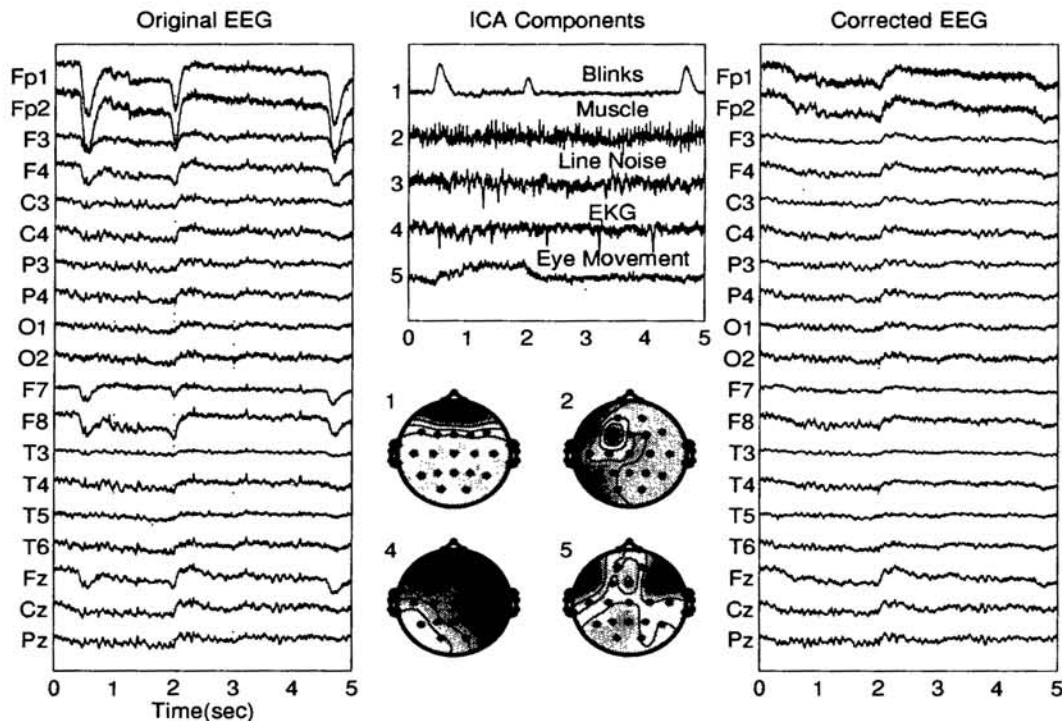 Original EEG
Fp1
Fp2
F3
F4
C3
C4
P3
P4
O1
O2
F7
F8
T3
T4
T5
T6
Fz
Cz
Pz
0 1 2 3 4 5
Time(sec)
ICA Components
1 Blinks
2 Muscle
3 Line Noise
4 EKG
5 Eye Movement
0 1 2 3 4 5
1 2
4 5
Corrected EEG
Fp1
Fp2
F3
F4
C3
C4
P3
P4
O1
O2
F7
F8
T3
T4
T5
T6
Fz
Cz
Pz
0 1 2 3 4 5